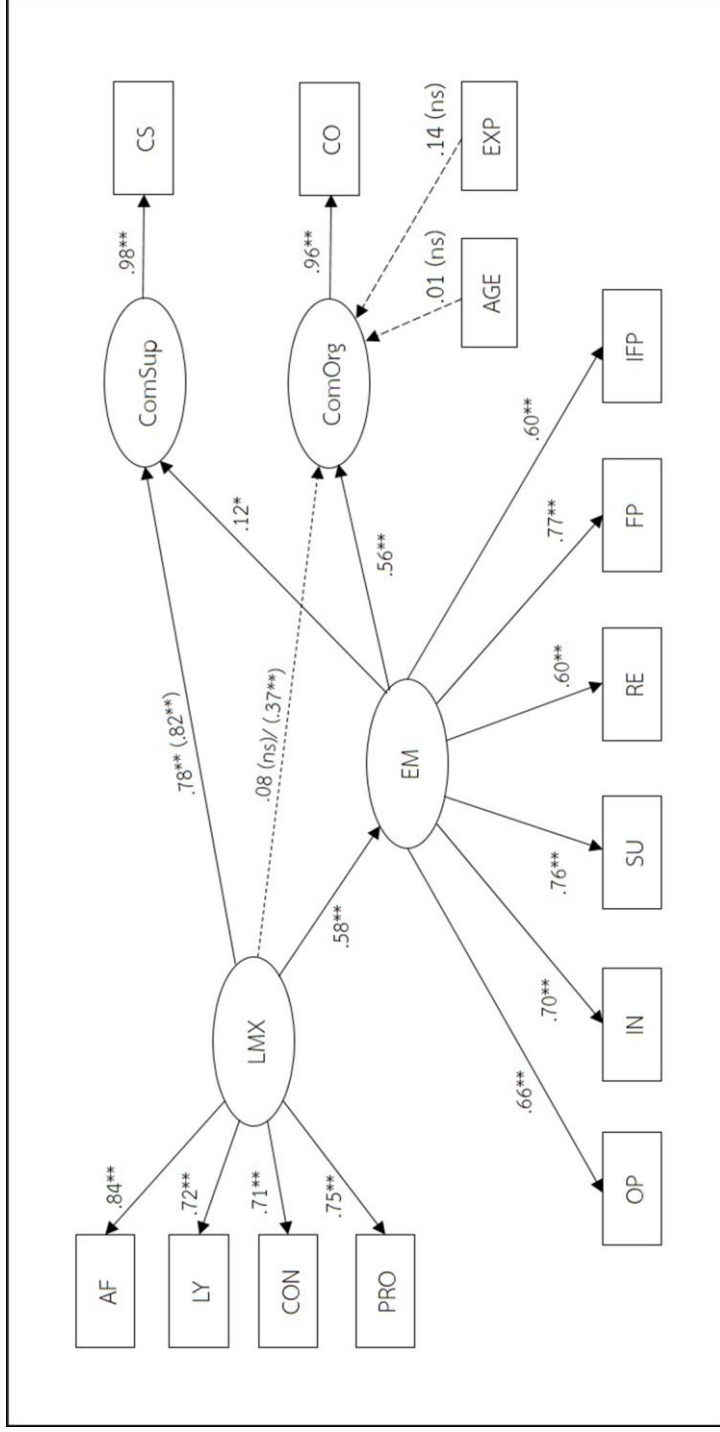 AF
LY
CON
PRO
.84**
.72**
.71**
.75**
LMX
.78** (.82**)
.08 (ns)/ (.37**)
.58**
.12*
.56**
ComSup
.98**
CS
ComOrg
.96**
CO
.01 (ns)
.14 (ns)
AGE
EXP
EM
.66**
.70**
.76**
.60**
.77**
.60**
OP
IN
SU
RE
FP
IFP